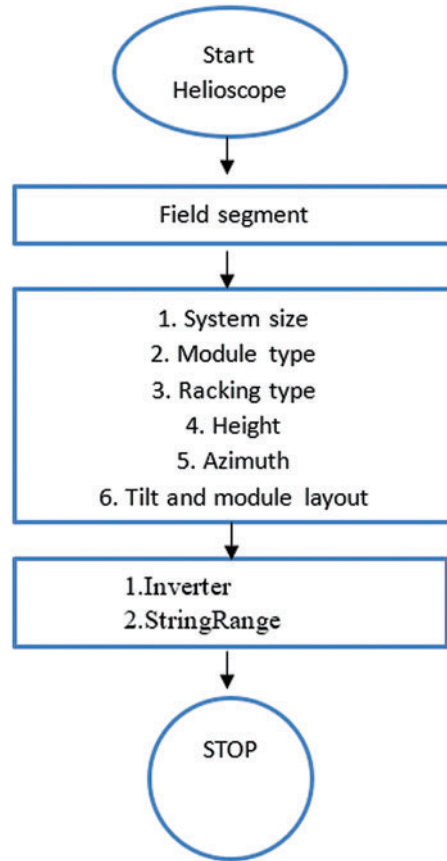 Start
Helioscope
Field segment
1. System size
2. Module type
3. Racking type
4. Height
5. Azimuth
6. Tilt and module layout
1.Inverter
2.StringRange
STOP